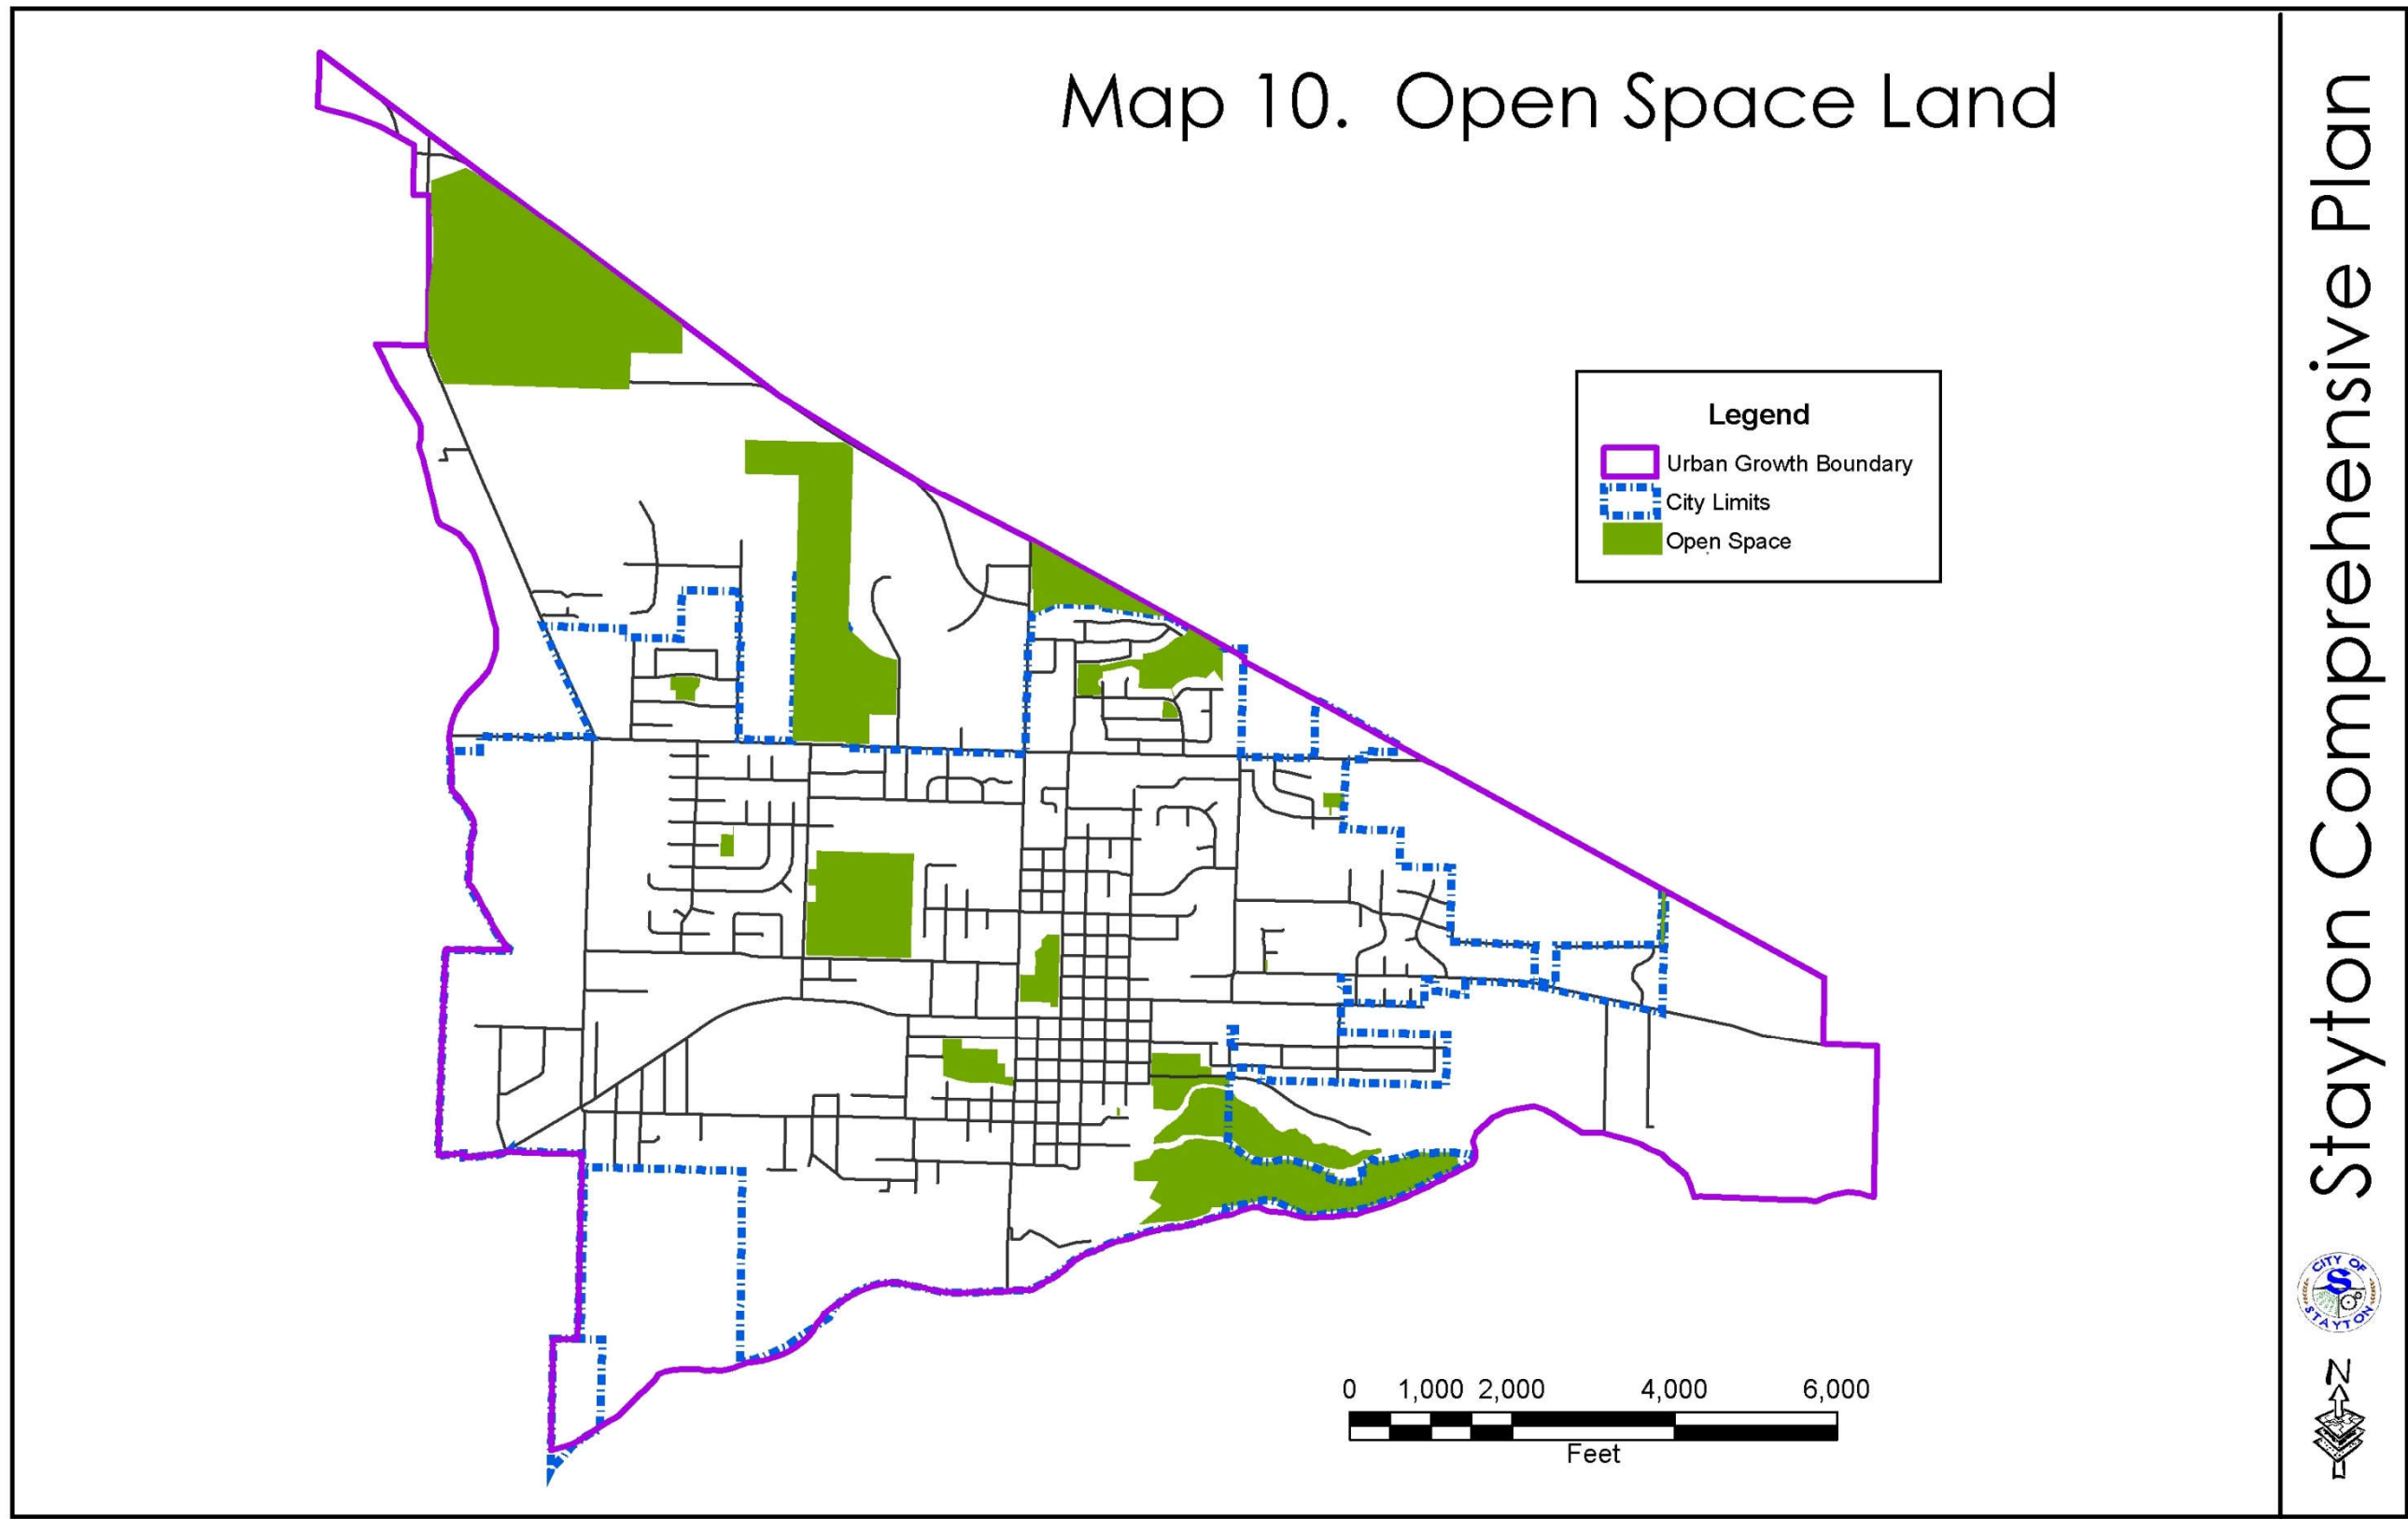 Map 10. Open Space Land
Legend
Urban Growth Boundary
City Limits
Open Space
0 1,000 2,000 4,000 6,000
Feet
Stayton Comprehensive Plan
CITY OF
S
STAYTON
N